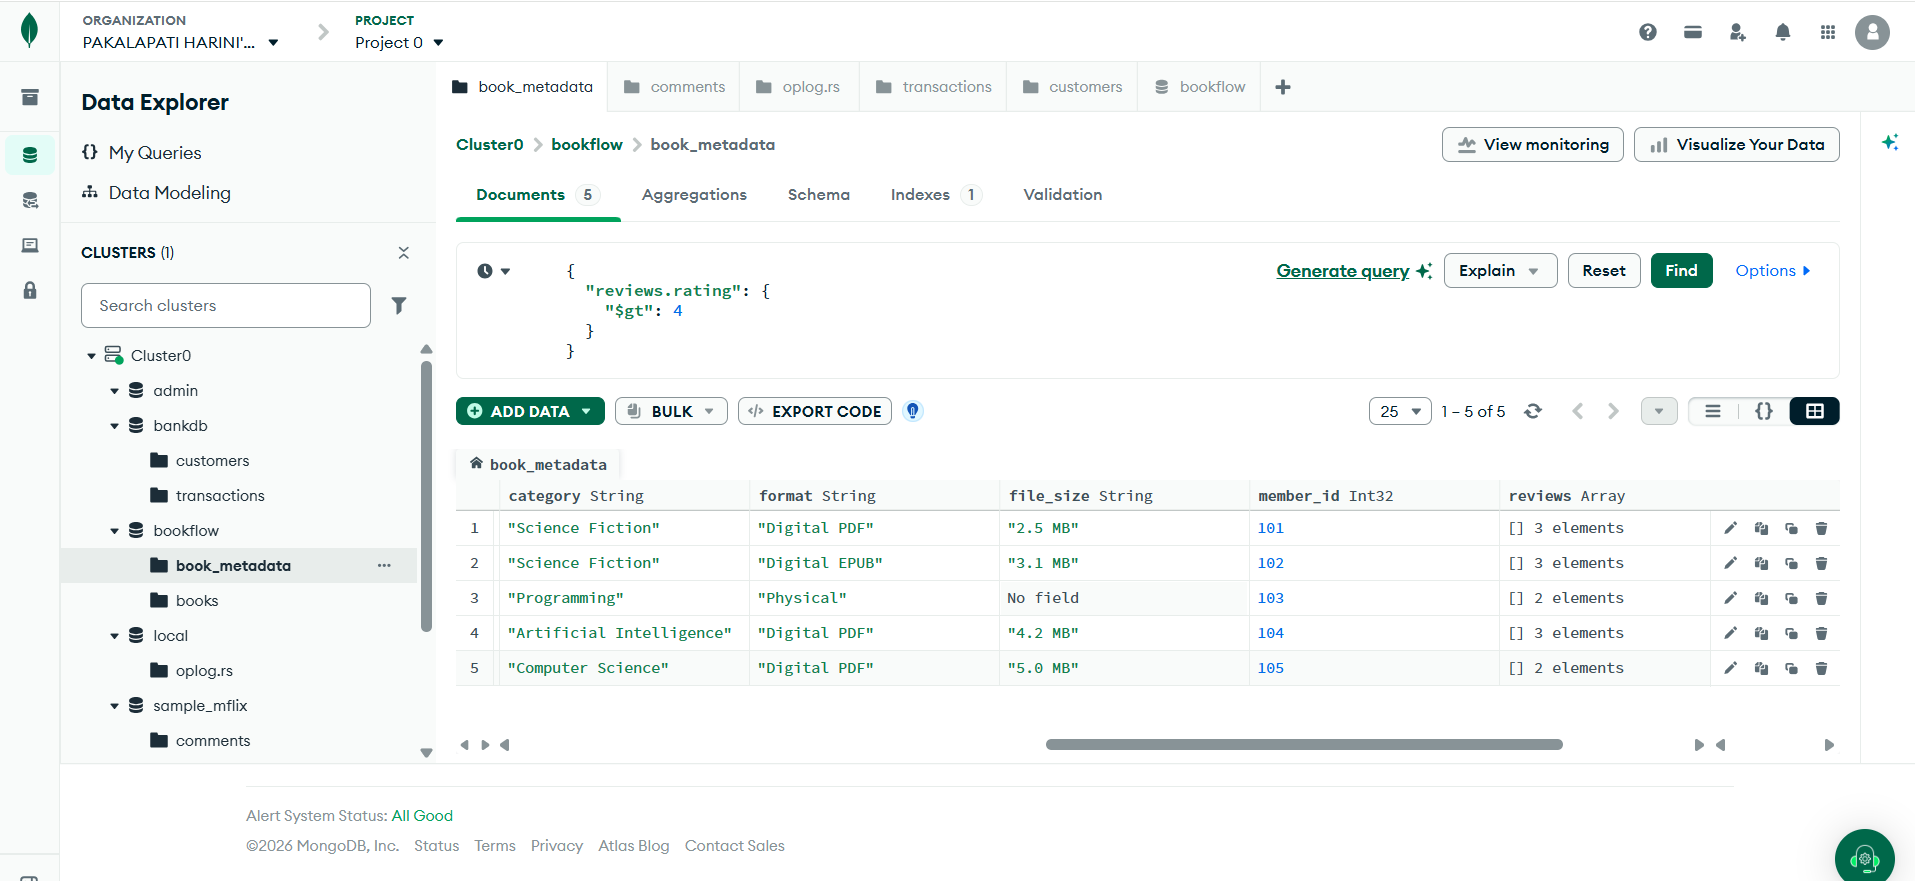 ORGANIZATION
PAKALAPATI HARINI'...
PROJECT
Project 0
Data Explorer
My Queries
Data Modeling
CLUSTERS (1)
Search clusters
Cluster0
admin
bankdb
customers
transactions
bookflow
book_metadata
books
local
oplog.rs
sample_mflix
comments
book_metadata
comments
oplog.rs
transactions
customers
bookflow
Cluster0 > bookflow > book_metadata
View monitoring
Visualize Your Data
Documents 5
Aggregations
Schema
Indexes 1
Validation
{
"reviews.rating": {
"$gt": 4
}
}
Generate query
Explain
Reset
Find
Options
ADD DATA
BULK
EXPORT CODE
25
1 – 5 of 5
book_metadata
category String format String file_size String member_id Int32 reviews Array
1 "Science Fiction" "Digital PDF" "2.5 MB" 101 [] 3 elements
2 "Science Fiction" "Digital EPUB" "3.1 MB" 102 [] 3 elements
3 "Programming" "Physical" No field 103 [] 2 elements
4 "Artificial Intelligence" "Digital PDF" "4.2 MB" 104 [] 3 elements
5 "Computer Science" "Digital PDF" "5.0 MB" 105 [] 2 elements
Alert System Status: All Good
©2026 MongoDB, Inc. Status Terms Privacy Atlas Blog Contact Sales